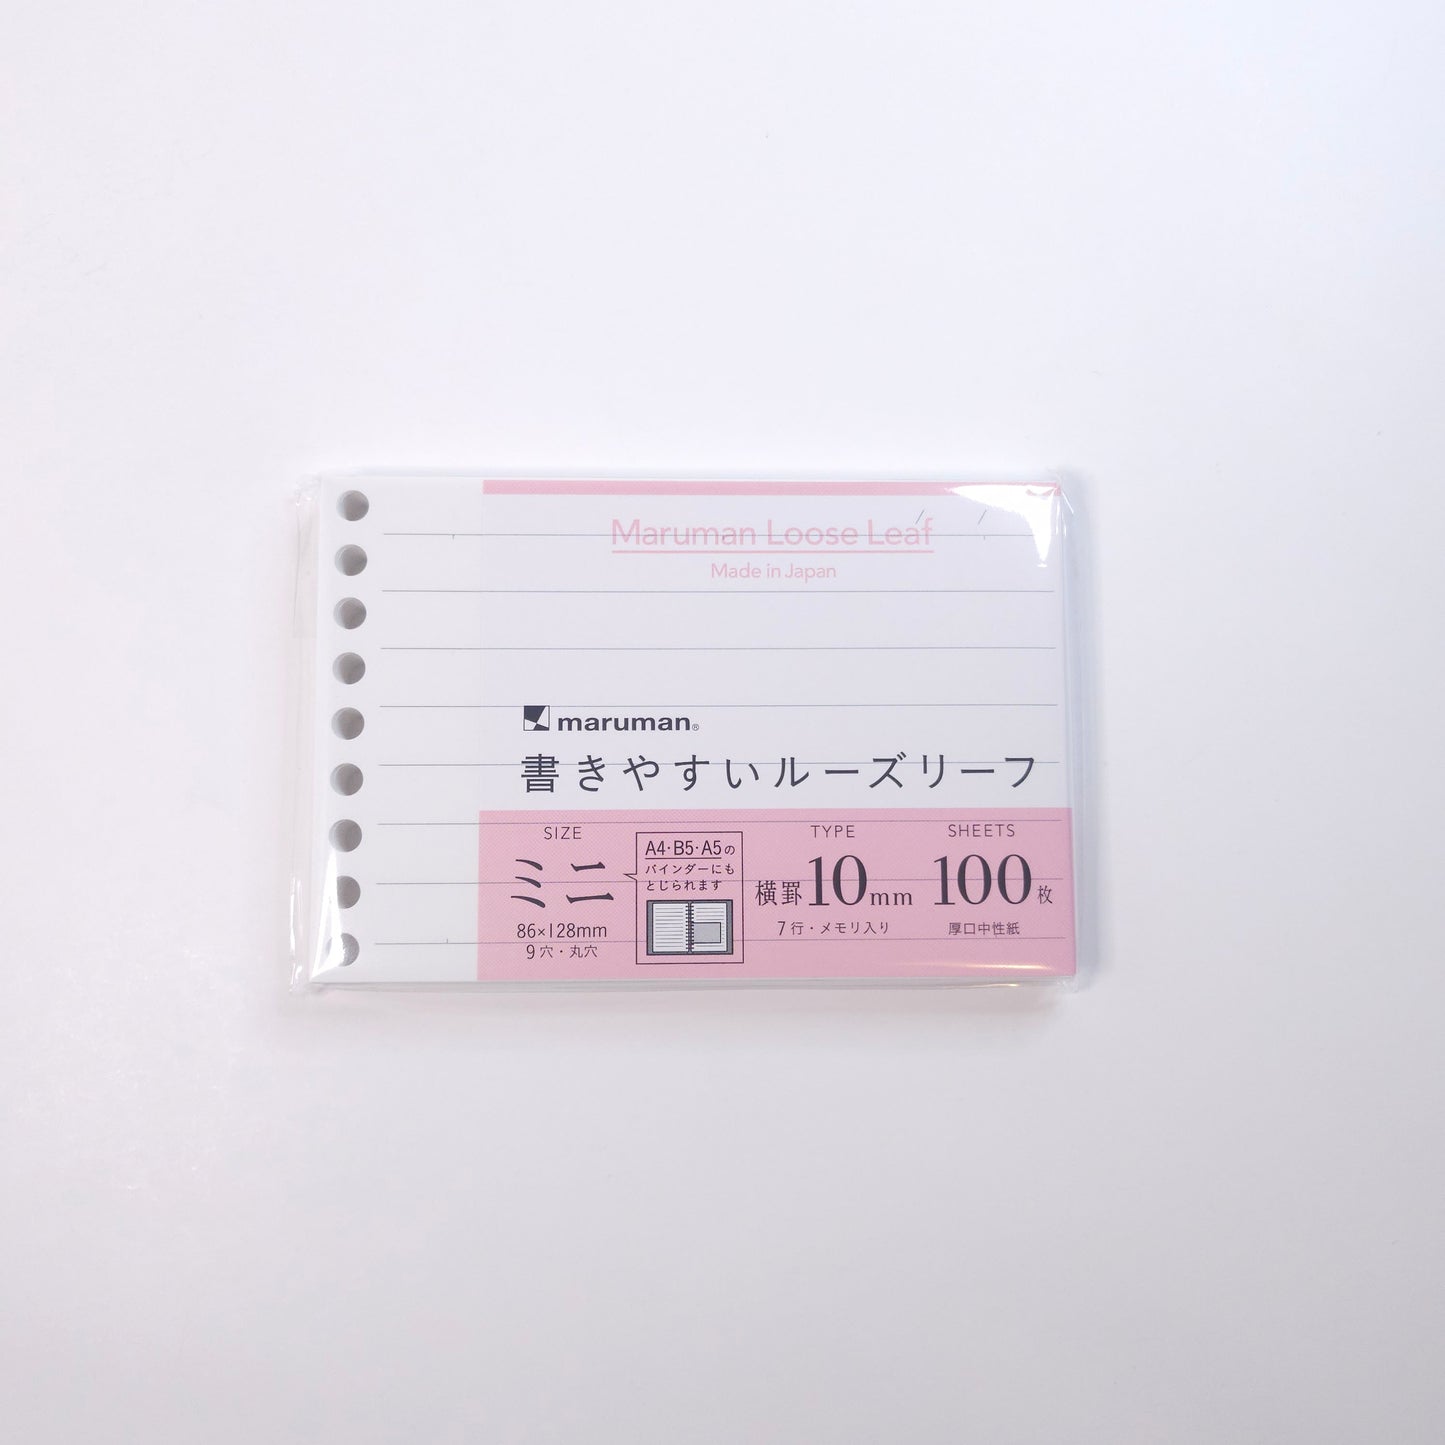 Maruman Loose Leaf
Made in Japan
maruman®
書きやすいルーズリーフ
SIZE
ミニ
86×128mm
9穴・丸穴
A4・B5・A5の
バインダーにも
とじられます
TYPE
横罫10mm
7行・メモリ入り
SHEETS
100枚
厚口中性紙